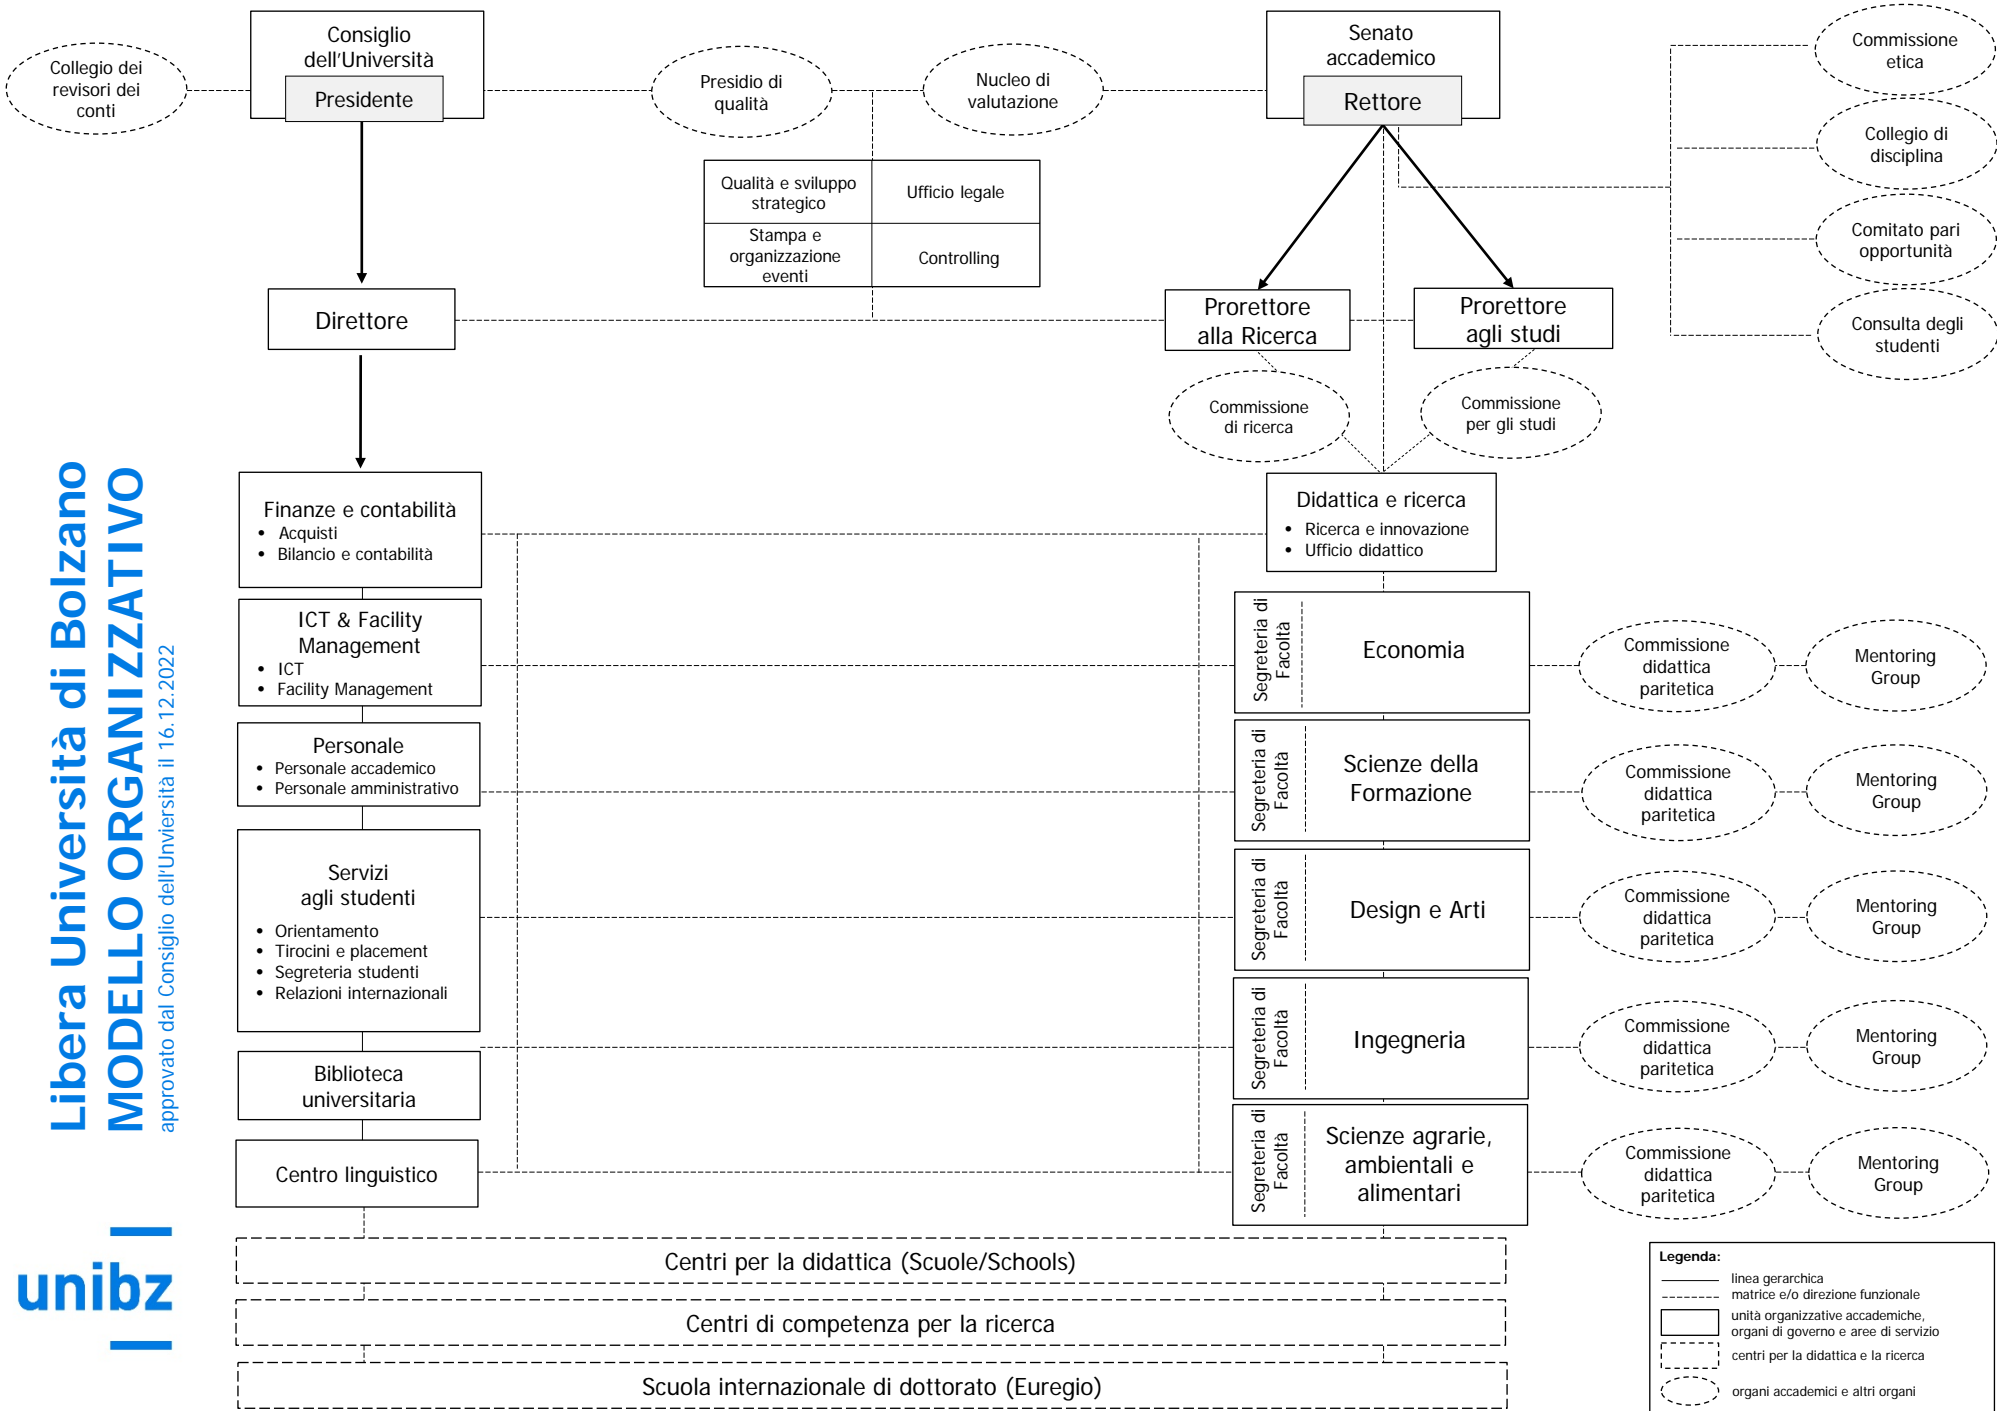 Consiglio
dell'Università
Presidente
Collegio dei
revisori dei
conti
Presidio di
qualità
Nucleo di
valutazione
Senato
accademico
Rettore
Commissione
etica
Collegio di
disciplina
Comitato pari
opportunità
Consulta degli
studenti
Qualità e sviluppo
strategico
Ufficio legale
Stampa e
organizzazione
eventi
Controlling
Direttore
Prorettore
alla Ricerca
Prorettore
agli studi
Commissione
di ricerca
Commissione
per gli studi
Libera Università di Bolzano
MODELLO ORGANIZZATIVO
approvato dal Consiglio dell'Unviersità il 16.12.2022
Finanze e contabilità
• Acquisti
• Bilancio e contabilità
ICT & Facility
Management
• ICT
• Facility Management
Personale
• Personale accademico
• Personale amministrativo
Servizi
agli studenti
• Orientamento
• Tirocini e placement
• Segreteria studenti
• Relazioni internazionali
Biblioteca
universitaria
Centro linguistico
Didattica e ricerca
• Ricerca e innovazione
• Ufficio didattico
Segreteria di
Facoltà
Economia
Commissione
didattica
paritetica
Mentoring
Group
Segreteria di
Facoltà
Scienze della
Formazione
Commissione
didattica
paritetica
Mentoring
Group
Segreteria di
Facoltà
Design e Arti
Commissione
didattica
paritetica
Mentoring
Group
Segreteria di
Facoltà
Ingegneria
Commissione
didattica
paritetica
Mentoring
Group
Segreteria di
Facoltà
Scienze agrarie,
ambientali e
alimentari
Commissione
didattica
paritetica
Mentoring
Group
Centri per la didattica (Scuole/Schools)
Centri di competenza per la ricerca
Scuola internazionale di dottorato (Euregio)
unibz
Legenda:
linea gerarchica
matrice e/o direzione funzionale
unità organizzative accademiche,
organi di governo e aree di servizio
centri per la didattica e la ricerca
organi accademici e altri organi